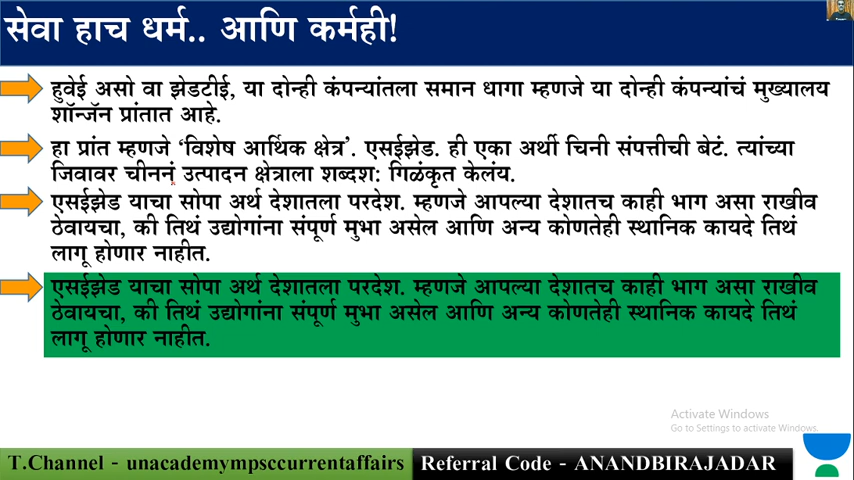 सेवा हाच धर्म.. आणि कर्मही!
हुवेई असो वा झेडटीई, या दोन्ही कंपन्यांतला समान धागा म्हणजे या दोन्ही कंपन्यांचं मुख्यालय
शॉन्जॅन प्रांतात आहे.
हा प्रांत म्हणजे ‘विशेष आर्थिक क्षेत्र’. एसईझेड. ही एका अर्थी चिनी संपत्तीची बेटं. त्यांच्या
जिवावर चीननं उत्पादन क्षेत्राला शब्दश: गिळंकृत केलंय.
एसईझेड याचा सोपा अर्थ देशातला परदेश. म्हणजे आपल्या देशातच काही भाग असा राखीव
ठेवायचा, की तिथं उद्योगांना संपूर्ण मुभा असेल आणि अन्य कोणतेही स्थानिक कायदे तिथं
लागू होणार नाहीत.
एसईझेड याचा सोपा अर्थ देशातला परदेश. म्हणजे आपल्या देशातच काही भाग असा राखीव
ठेवायचा, की तिथं उद्योगांना संपूर्ण मुभा असेल आणि अन्य कोणतेही स्थानिक कायदे तिथं
लागू होणार नाहीत.
Activate Windows
Go to Settings to activate Windows.
T.Channel - unacademympsccurrentaffairs
Referral Code - ANANDBIRAJADAR